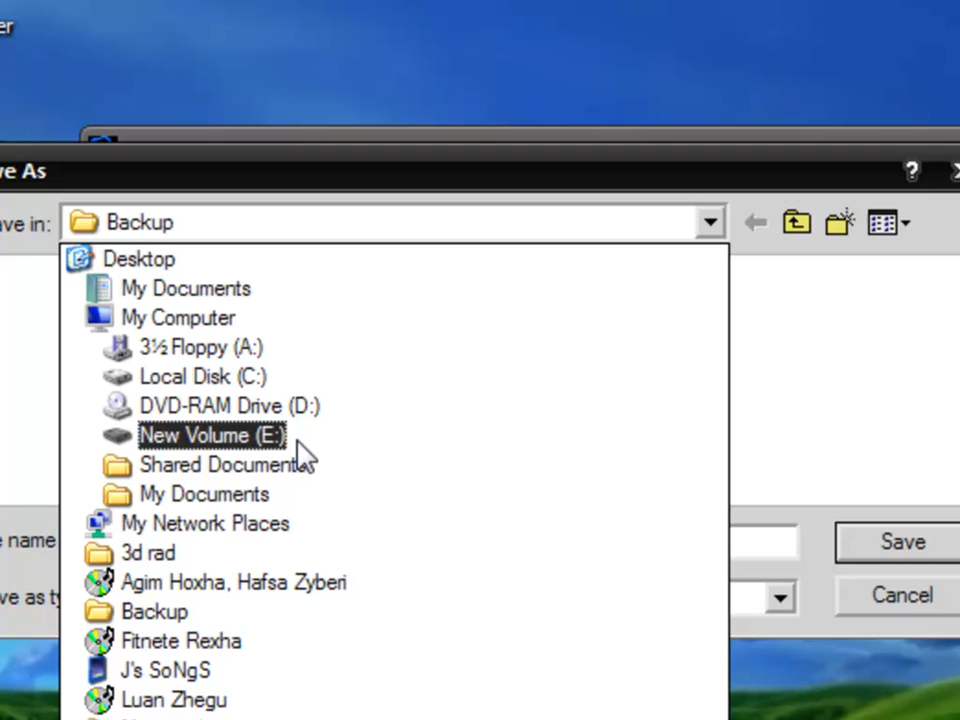 er
ve As
?
ave in:
Backup
Desktop
My Documents
My Computer
3½ Floppy (A:)
Local Disk (C:)
DVD-RAM Drive (D:)
New Volume (E:)
Shared Documents
My Documents
My Network Places
3d rad
Agim Hoxha, Hafsa Zyberi
Backup
Fitnete Rexha
J's SoNgS
Luan Zhegu
e name
Save
ve as ty
Cancel